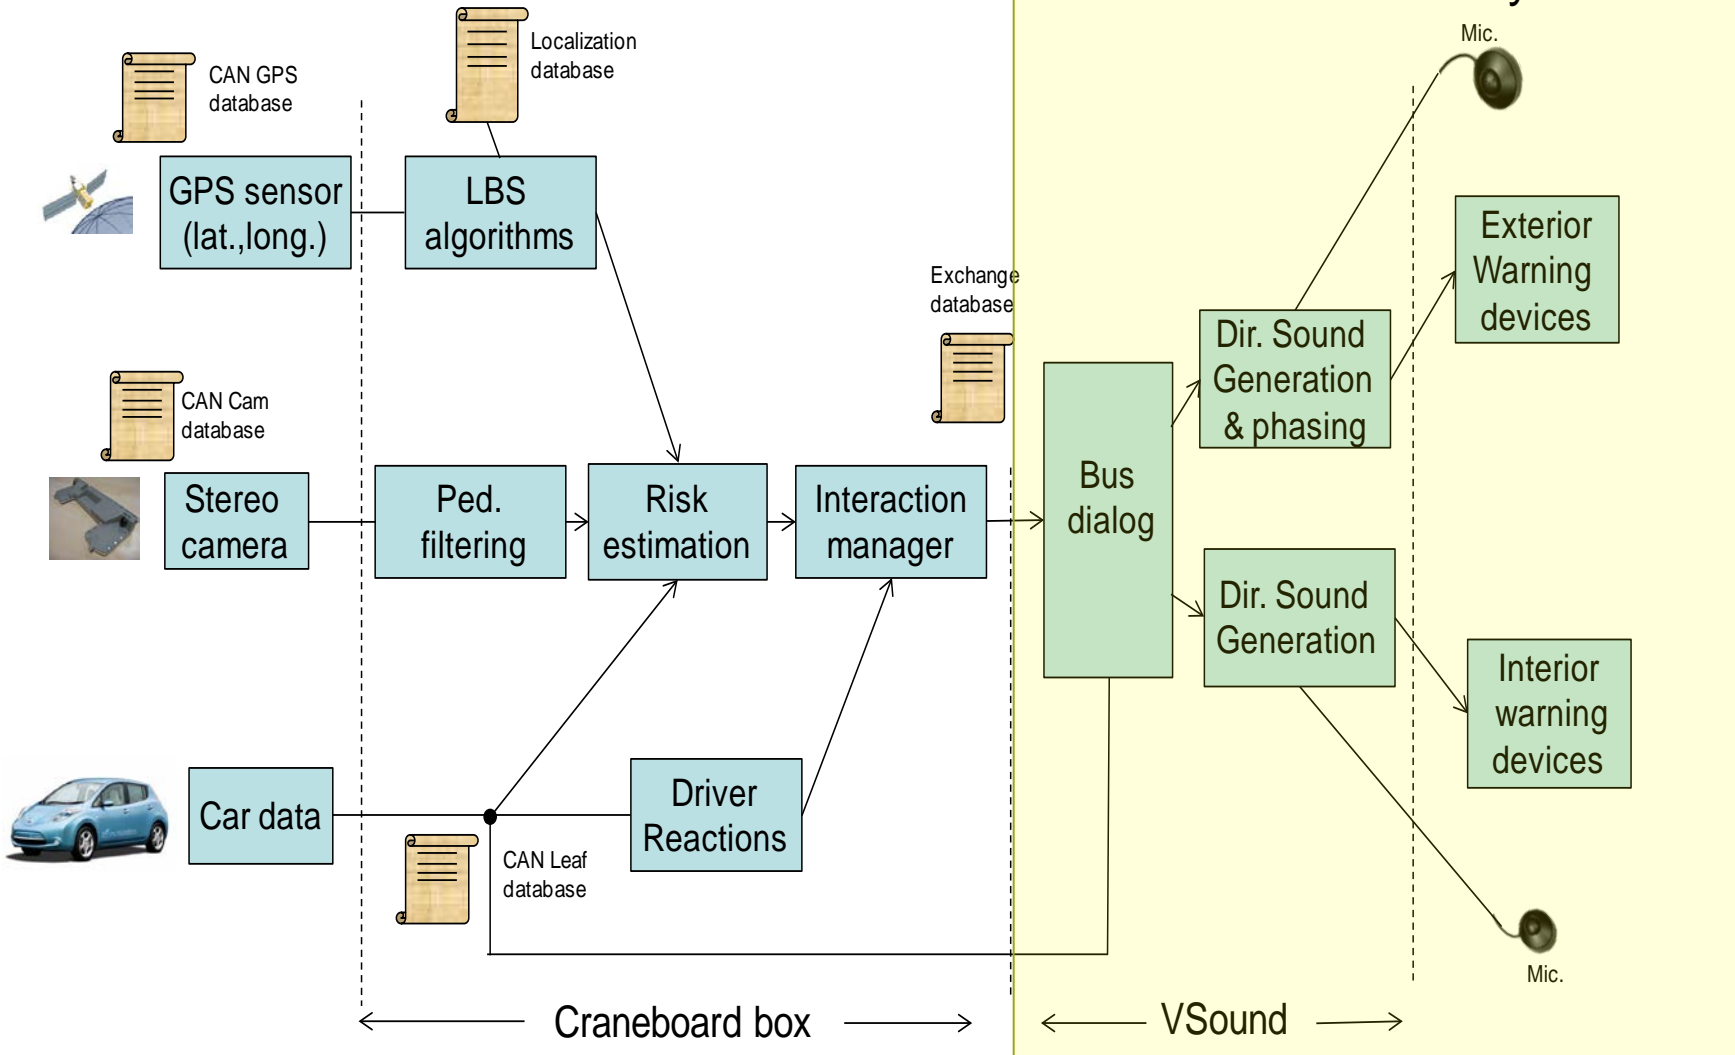 Mic.
Localization
database
CAN GPS
database
GPS sensor
(lat.,long.)
LBS
algorithms
Exterior
Warning
devices
Exchange
database
Dir. Sound
Generation
& phasing
CAN Cam
database
Stereo
camera
Ped.
filtering
Risk
estimation
Interaction
manager
Bus
dialog
Dir. Sound
Generation
Interior
warning
devices
Car data
Driver
Reactions
CAN Leaf
database
Mic.
Craneboard box
VSound